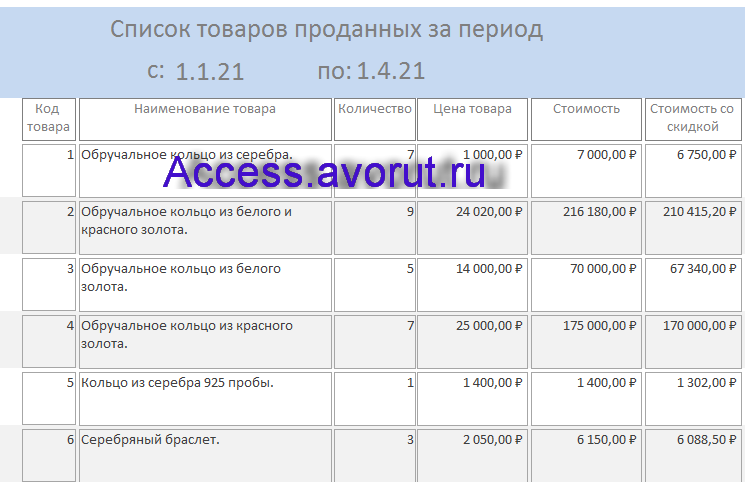 Список товаров проданных за период
с: 1.1.21 по: 1.4.21
Код товара Наименование товара Количество Цена товара Стоимость Стоимость со скидкой
1 Обручальное кольцо из серебра. 7 1 000,00 ₽ 7 000,00 ₽ 6 750,00 ₽
Access.avorut.ru
2 Обручальное кольцо из белого и 9 24 020,00 ₽ 216 180,00 ₽ 210 415,20 ₽
красного золота.
3 Обручальное кольцо из белого 5 14 000,00 ₽ 70 000,00 ₽ 67 340,00 ₽
золота.
4 Обручальное кольцо из красного 7 25 000,00 ₽ 175 000,00 ₽ 170 000,00 ₽
золота.
5 Кольцо из серебра 925 пробы. 1 1 400,00 ₽ 1 400,00 ₽ 1 302,00 ₽
6 Серебряный браслет. 3 2 050,00 ₽ 6 150,00 ₽ 6 088,50 ₽